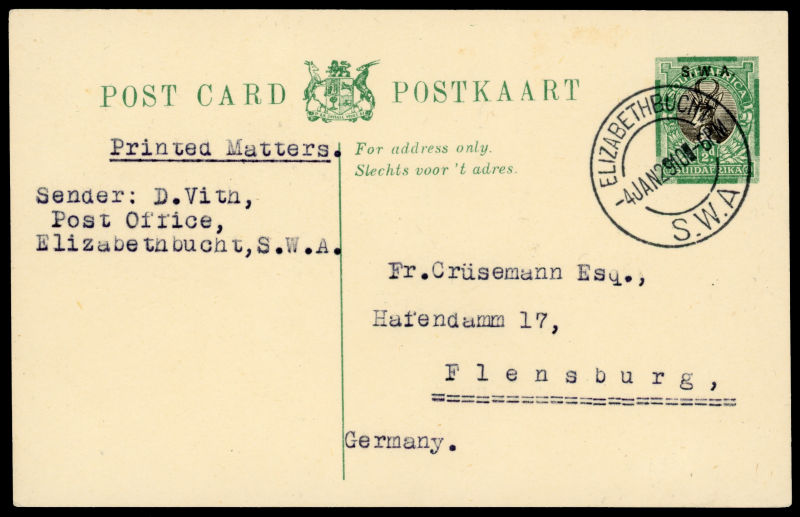 POST CARD POSTKAART
Printed Matters.
For address only.
Slechts voor 't adres.
Sender: D.Vith,
Post Office,
Elizabethbucht,S.W.A.
Fr.Crüsemann Esq.,
Hafendamm 17,
Flensburg,
Germany.
S.W.A.
SUIDAFRIKA
ELIZABETHBUCHT
S.W.A